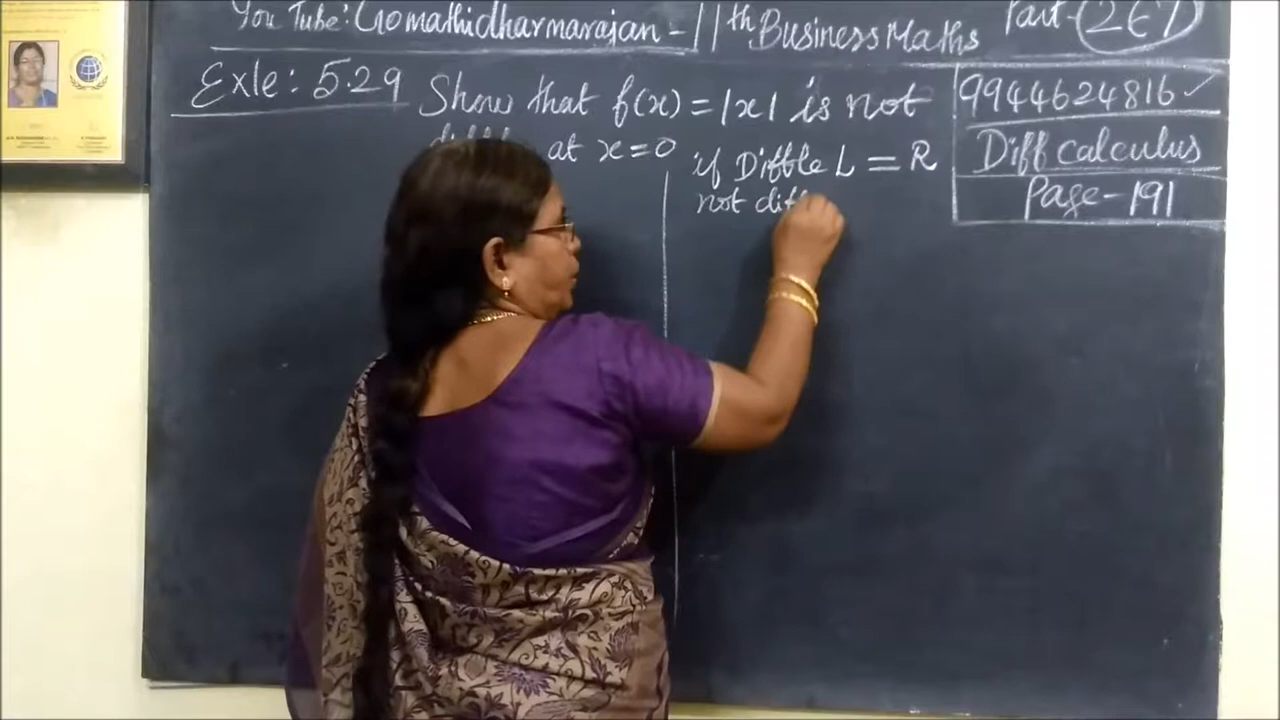 You Tube: Gomathidharmarajan - 11th Business Maths Part - 267
Exle: 5.29 Show that f(x) = |x| is not
at x=0
if Diffble L = R
not diff
9944624816
Diff calculus
Page - 191